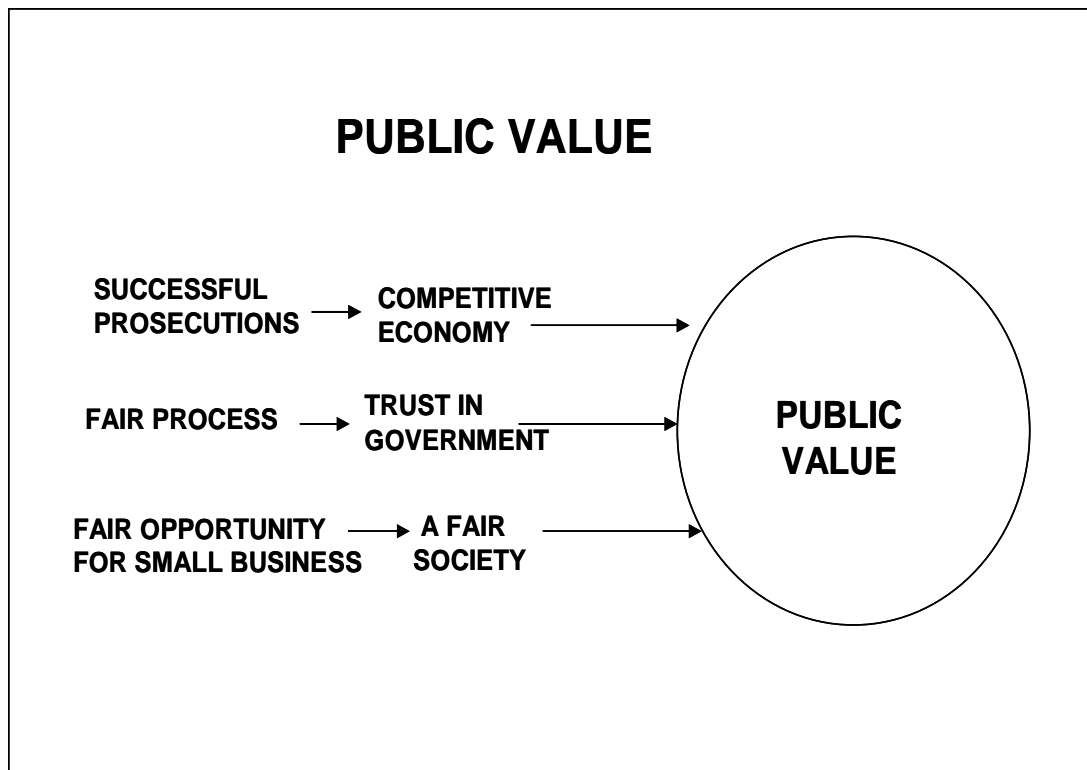 PUBLIC VALUE
SUCCESSFUL
PROSECUTIONS
COMPETITIVE
ECONOMY
FAIR PROCESS
TRUST IN
GOVERNMENT
FAIR OPPORTUNITY
FOR SMALL BUSINESS
A FAIR
SOCIETY
PUBLIC
VALUE